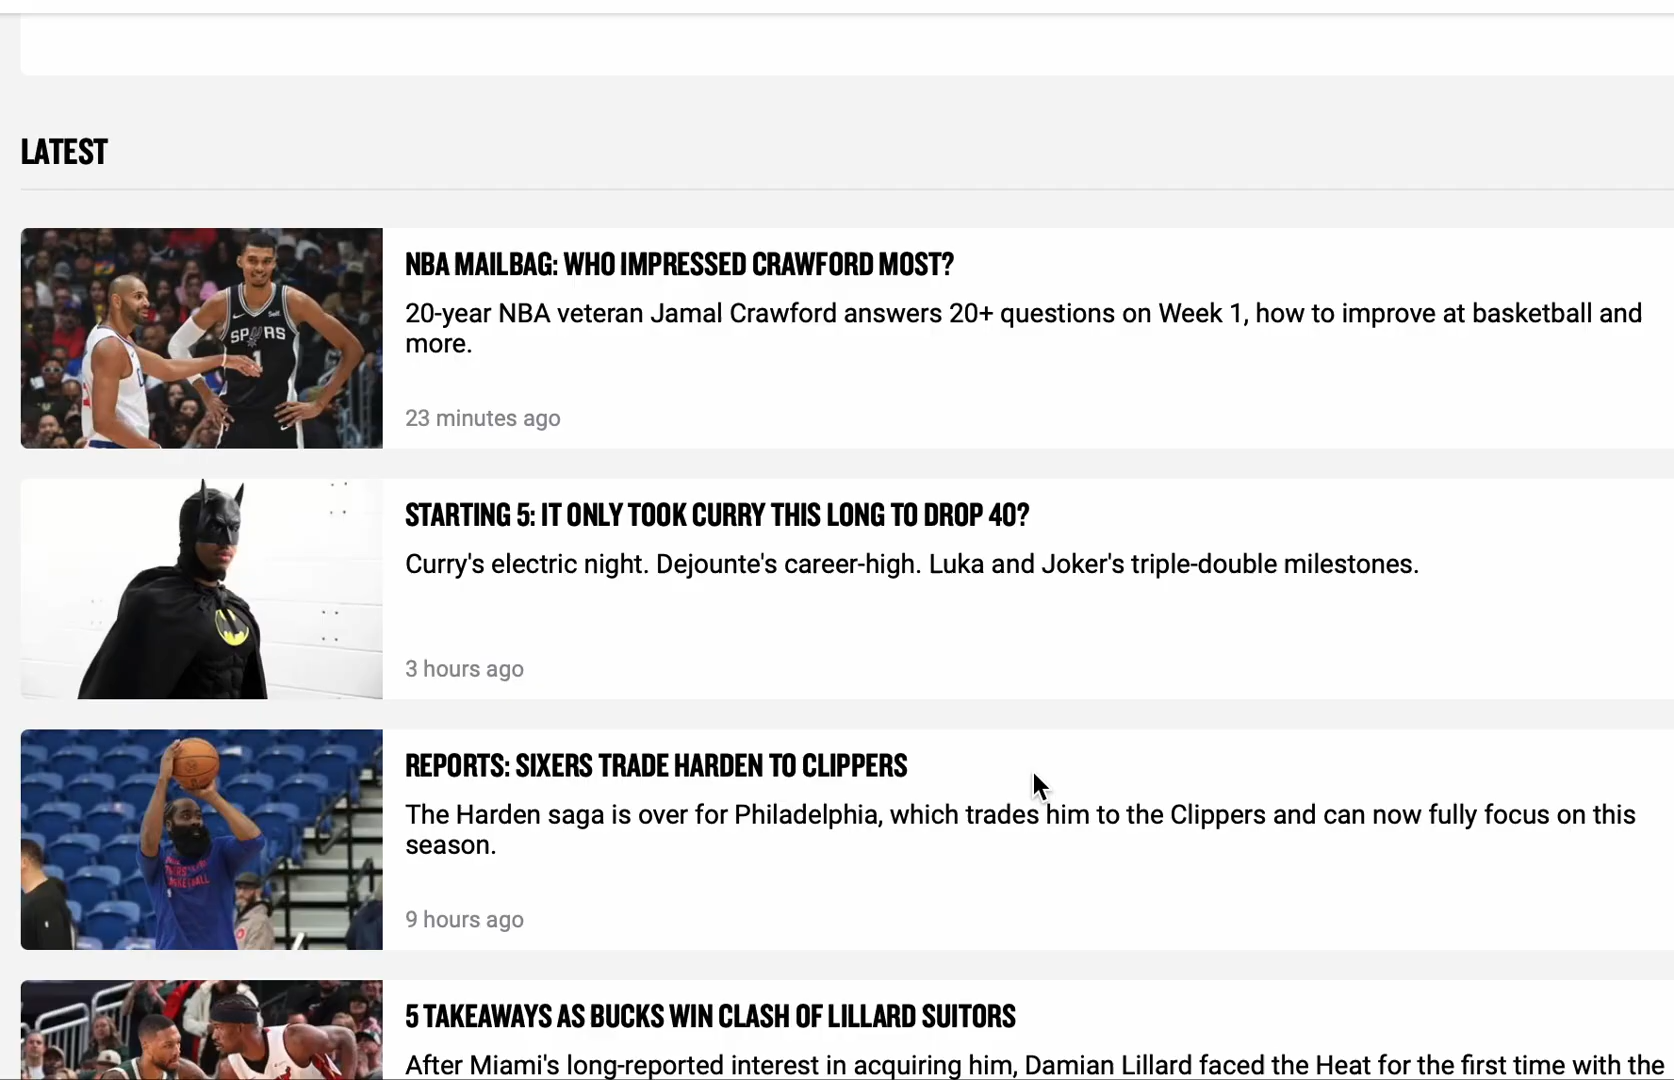 LATEST
NBA MAILBAG: WHO IMPRESSED CRAWFORD MOST?
20-year NBA veteran Jamal Crawford answers 20+ questions on Week 1, how to improve at basketball and
more.
SPURS
1
23 minutes ago
STARTING 5: IT ONLY TOOK CURRY THIS LONG TO DROP 40?
Curry's electric night. Dejounte's career-high. Luka and Joker's triple-double milestones.
3 hours ago
REPORTS: SIXERS TRADE HARDEN TO CLIPPERS
The Harden saga is over for Philadelphia, which trades him to the Clippers and can now fully focus on this
season.
9 hours ago
5 TAKEAWAYS AS BUCKS WIN CLASH OF LILLARD SUITORS
After Miami's long-reported interest in acquiring him, Damian Lillard faced the Heat for the first time with the